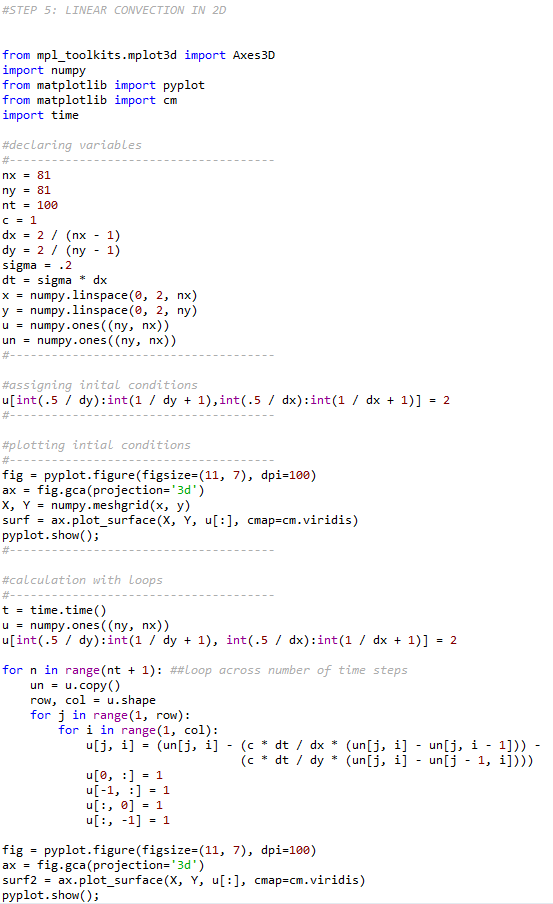 #STEP 5: LINEAR CONVECTION IN 2D
from mpl_toolkits.mplot3d import Axes3D
import numpy
from matplotlib import pyplot
from matplotlib import cm
import time
#declaring variables
#--------------------------------------
nx = 81
ny = 81
nt = 100
c = 1
dx = 2 / (nx - 1)
dy = 2 / (ny - 1)
sigma = .2
dt = sigma * dx
x = numpy.linspace(0, 2, nx)
y = numpy.linspace(0, 2, ny)
u = numpy.ones((ny, nx))
un = numpy.ones((ny, nx))
#--------------------------------------
#assigning inital conditions
u[int(.5 / dy):int(1 / dy + 1),int(.5 / dx):int(1 / dx + 1)] = 2
#--------------------------------------
#plotting intial conditions
#--------------------------------------
fig = pyplot.figure(figsize=(11, 7), dpi=100)
ax = fig.gca(projection='3d')
X, Y = numpy.meshgrid(x, y)
surf = ax.plot_surface(X, Y, u[:], cmap=cm.viridis)
pyplot.show();
#--------------------------------------
#calculation with loops
#--------------------------------------
t = time.time()
u = numpy.ones((ny, nx))
u[int(.5 / dy):int(1 / dy + 1), int(.5 / dx):int(1 / dx + 1)] = 2
for n in range(nt + 1): ##loop across number of time steps
    un = u.copy()
    row, col = u.shape
    for j in range(1, row):
        for i in range(1, col):
            u[j, i] = (un[j, i] - (c * dt / dx * (un[j, i] - un[j, i - 1])) -
                                  (c * dt / dy * (un[j, i] - un[j - 1, i])))
            u[0, :] = 1
            u[-1, :] = 1
            u[:, 0] = 1
            u[:, -1] = 1
fig = pyplot.figure(figsize=(11, 7), dpi=100)
ax = fig.gca(projection='3d')
surf2 = ax.plot_surface(X, Y, u[:], cmap=cm.viridis)
pyplot.show();